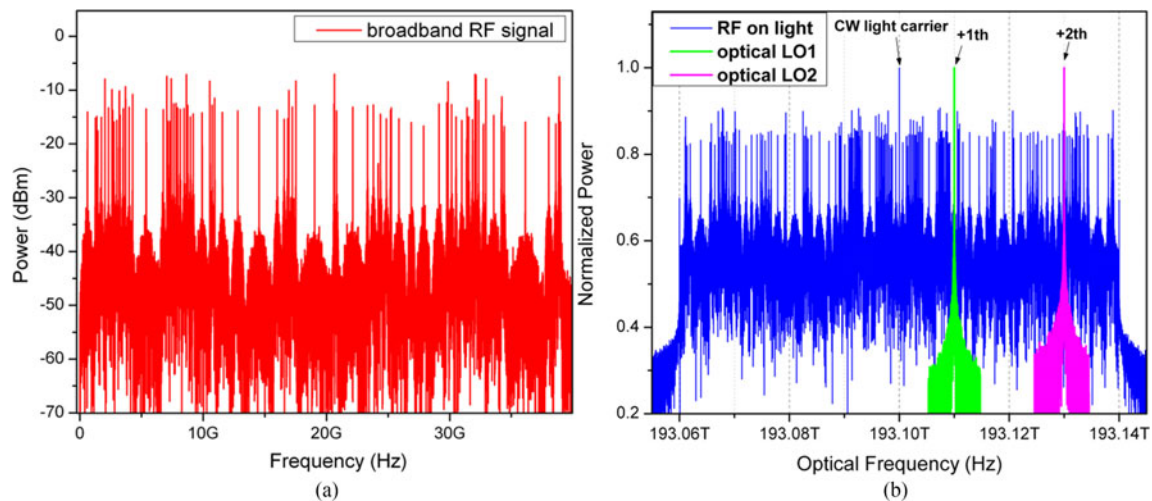 broadband RF signal
Power (dBm)
0
-10
-20
-30
-40
-50
-60
-70
0
10G
20G
30G
Frequency (Hz)
(a)
RF on light
optical LO1
optical LO2
CW light carrier
+1th
+2th
Normalized Power
1.0
0.8
0.6
0.4
0.2
193.06T
193.08T
193.10T
193.12T
193.14T
Optical Frequency (Hz)
(b)